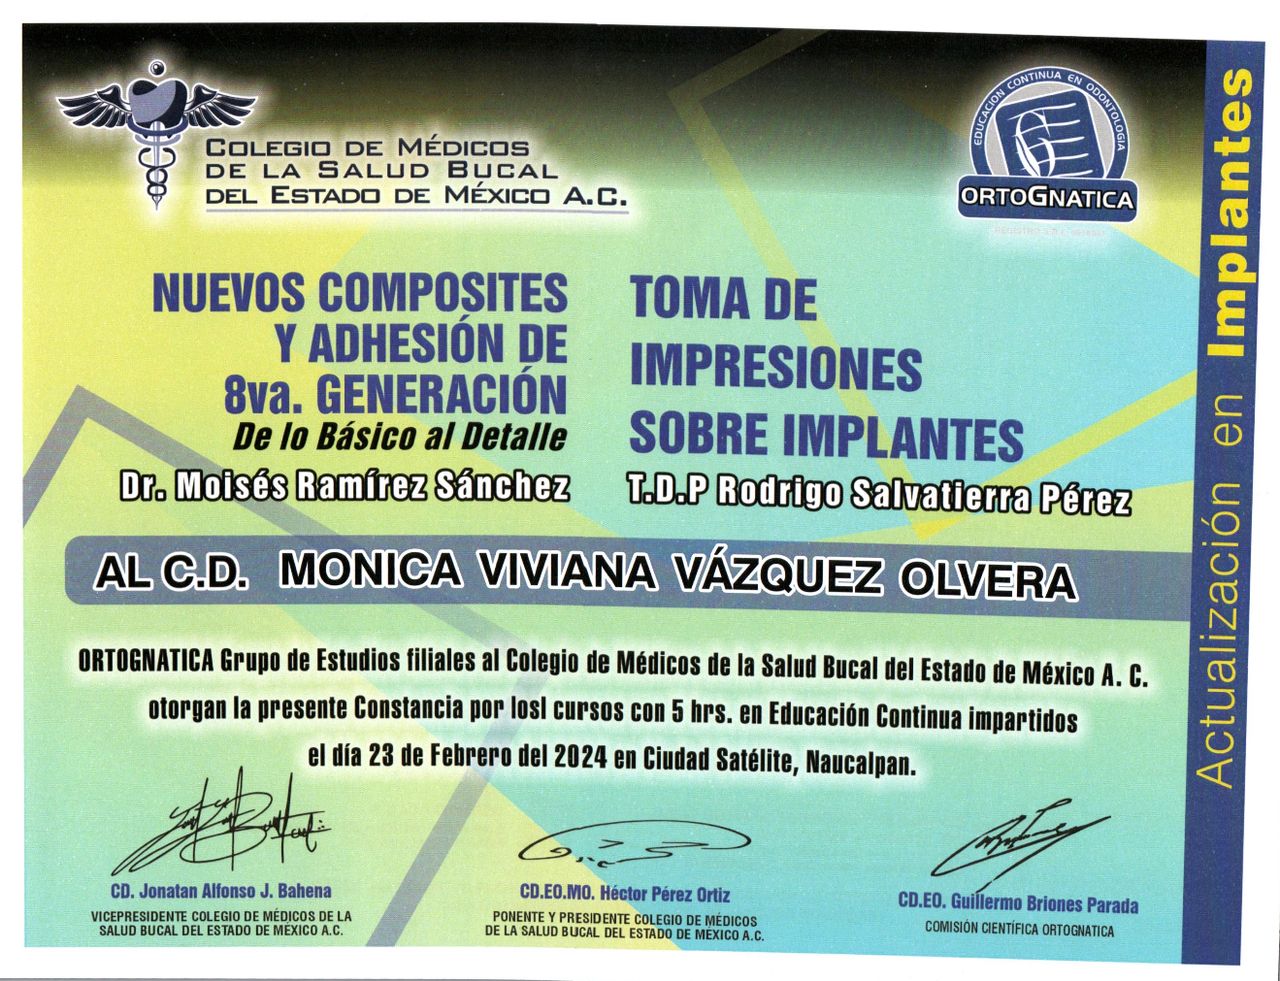 COLEGIO DE MÉDICOS
DE LA SALUD BUCAL
DEL ESTADO DE MÉXICO A.C.
EDUCACIÓN CONTINUA EN ODONTOLOGIA
ORTOGNATICA
NUEVOS COMPOSITES
Y ADHESIÓN DE
8va. GENERACIÓN
De lo Básico al Detalle
Dr. Moisés Ramírez Sánchez
TOMA DE
IMPRESIONES
SOBRE IMPLANTES
T.D.P Rodrigo Salvatierra Pérez
AL C.D. MONICA VIVIANA VÁZQUEZ OLVERA
ORTOGNATICA Grupo de Estudios filiales al Colegio de Médicos de la Salud Bucal del Estado de México A. C.
otorgan la presente Constancia por losl cursos con 5 hrs. en Educación Continua impartidos
el día 23 de Febrero del 2024 en Ciudad Satélite, Naucalpan.
CD. Jonatan Alfonso J. Bahena
VICEPRESIDENTE COLEGIO DE MÉDICOS DE LA
SALUD BUCAL DEL ESTADO DE MÉXICO A.C.
CD.EO.MO. Héctor Pérez Ortiz
PONENTE Y PRESIDENTE COLEGIO DE MÉDICOS
DE LA SALUD BUCAL DEL ESTADO DE MÉXICO A.C.
CD.EO. Guillermo Briones Parada
COMISIÓN CIENTÍFICA ORTOGNATICA
Actualización en Implantes